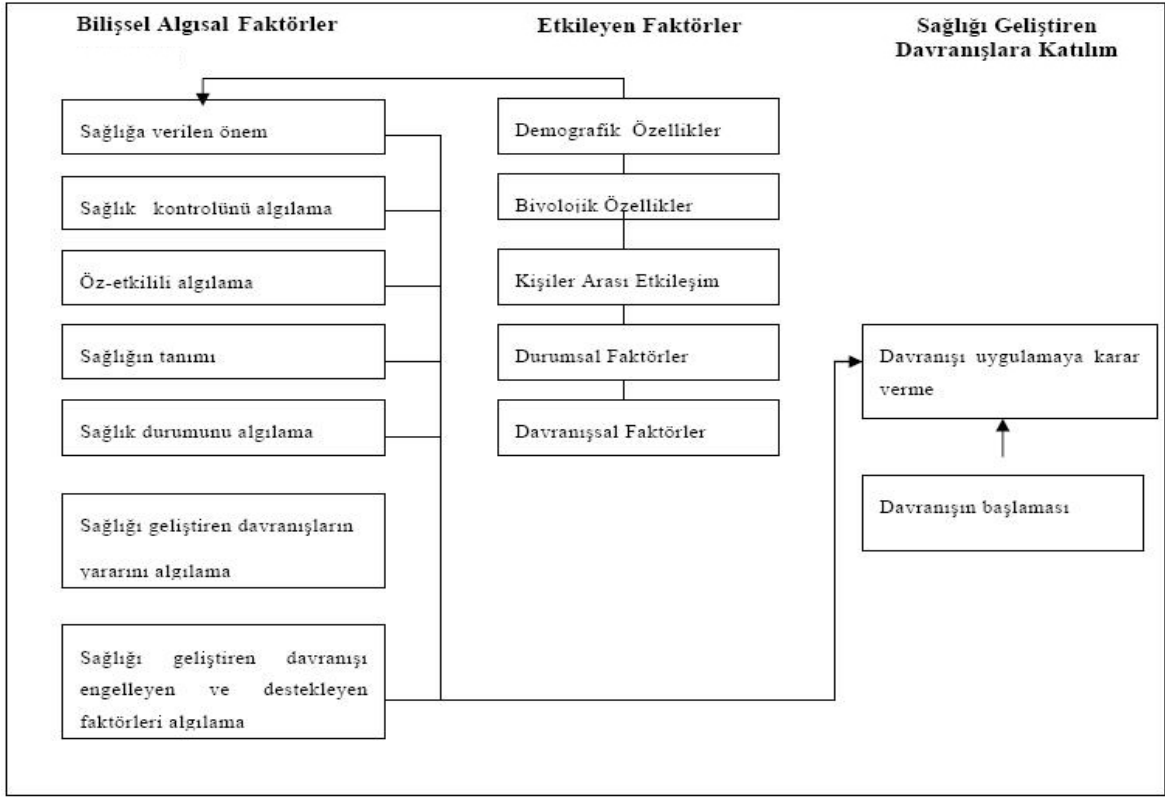 Bilişsel Algısal Faktörler
Etkileyen Faktörler
Sağlığı Geliştiren
Davranışlara Katılım
Sağlığa verilen önem
Sağlık kontrolünü algılama
Öz-etkilili algılama
Sağlığın tanımı
Sağlık durumunu algılama
Sağlığı geliştiren davranışların
yararını algılama
Sağlığı geliştiren davranışı
engelleyen ve destekleyen
faktörleri algılama
Demografik Özellikler
Bivolojik Özellikler
Kişiler Arası Etkileşim
Durumsal Faktörler
Davranışsal Faktörler
Davranışı uygulamaya karar
verme
Davranışın başlaması